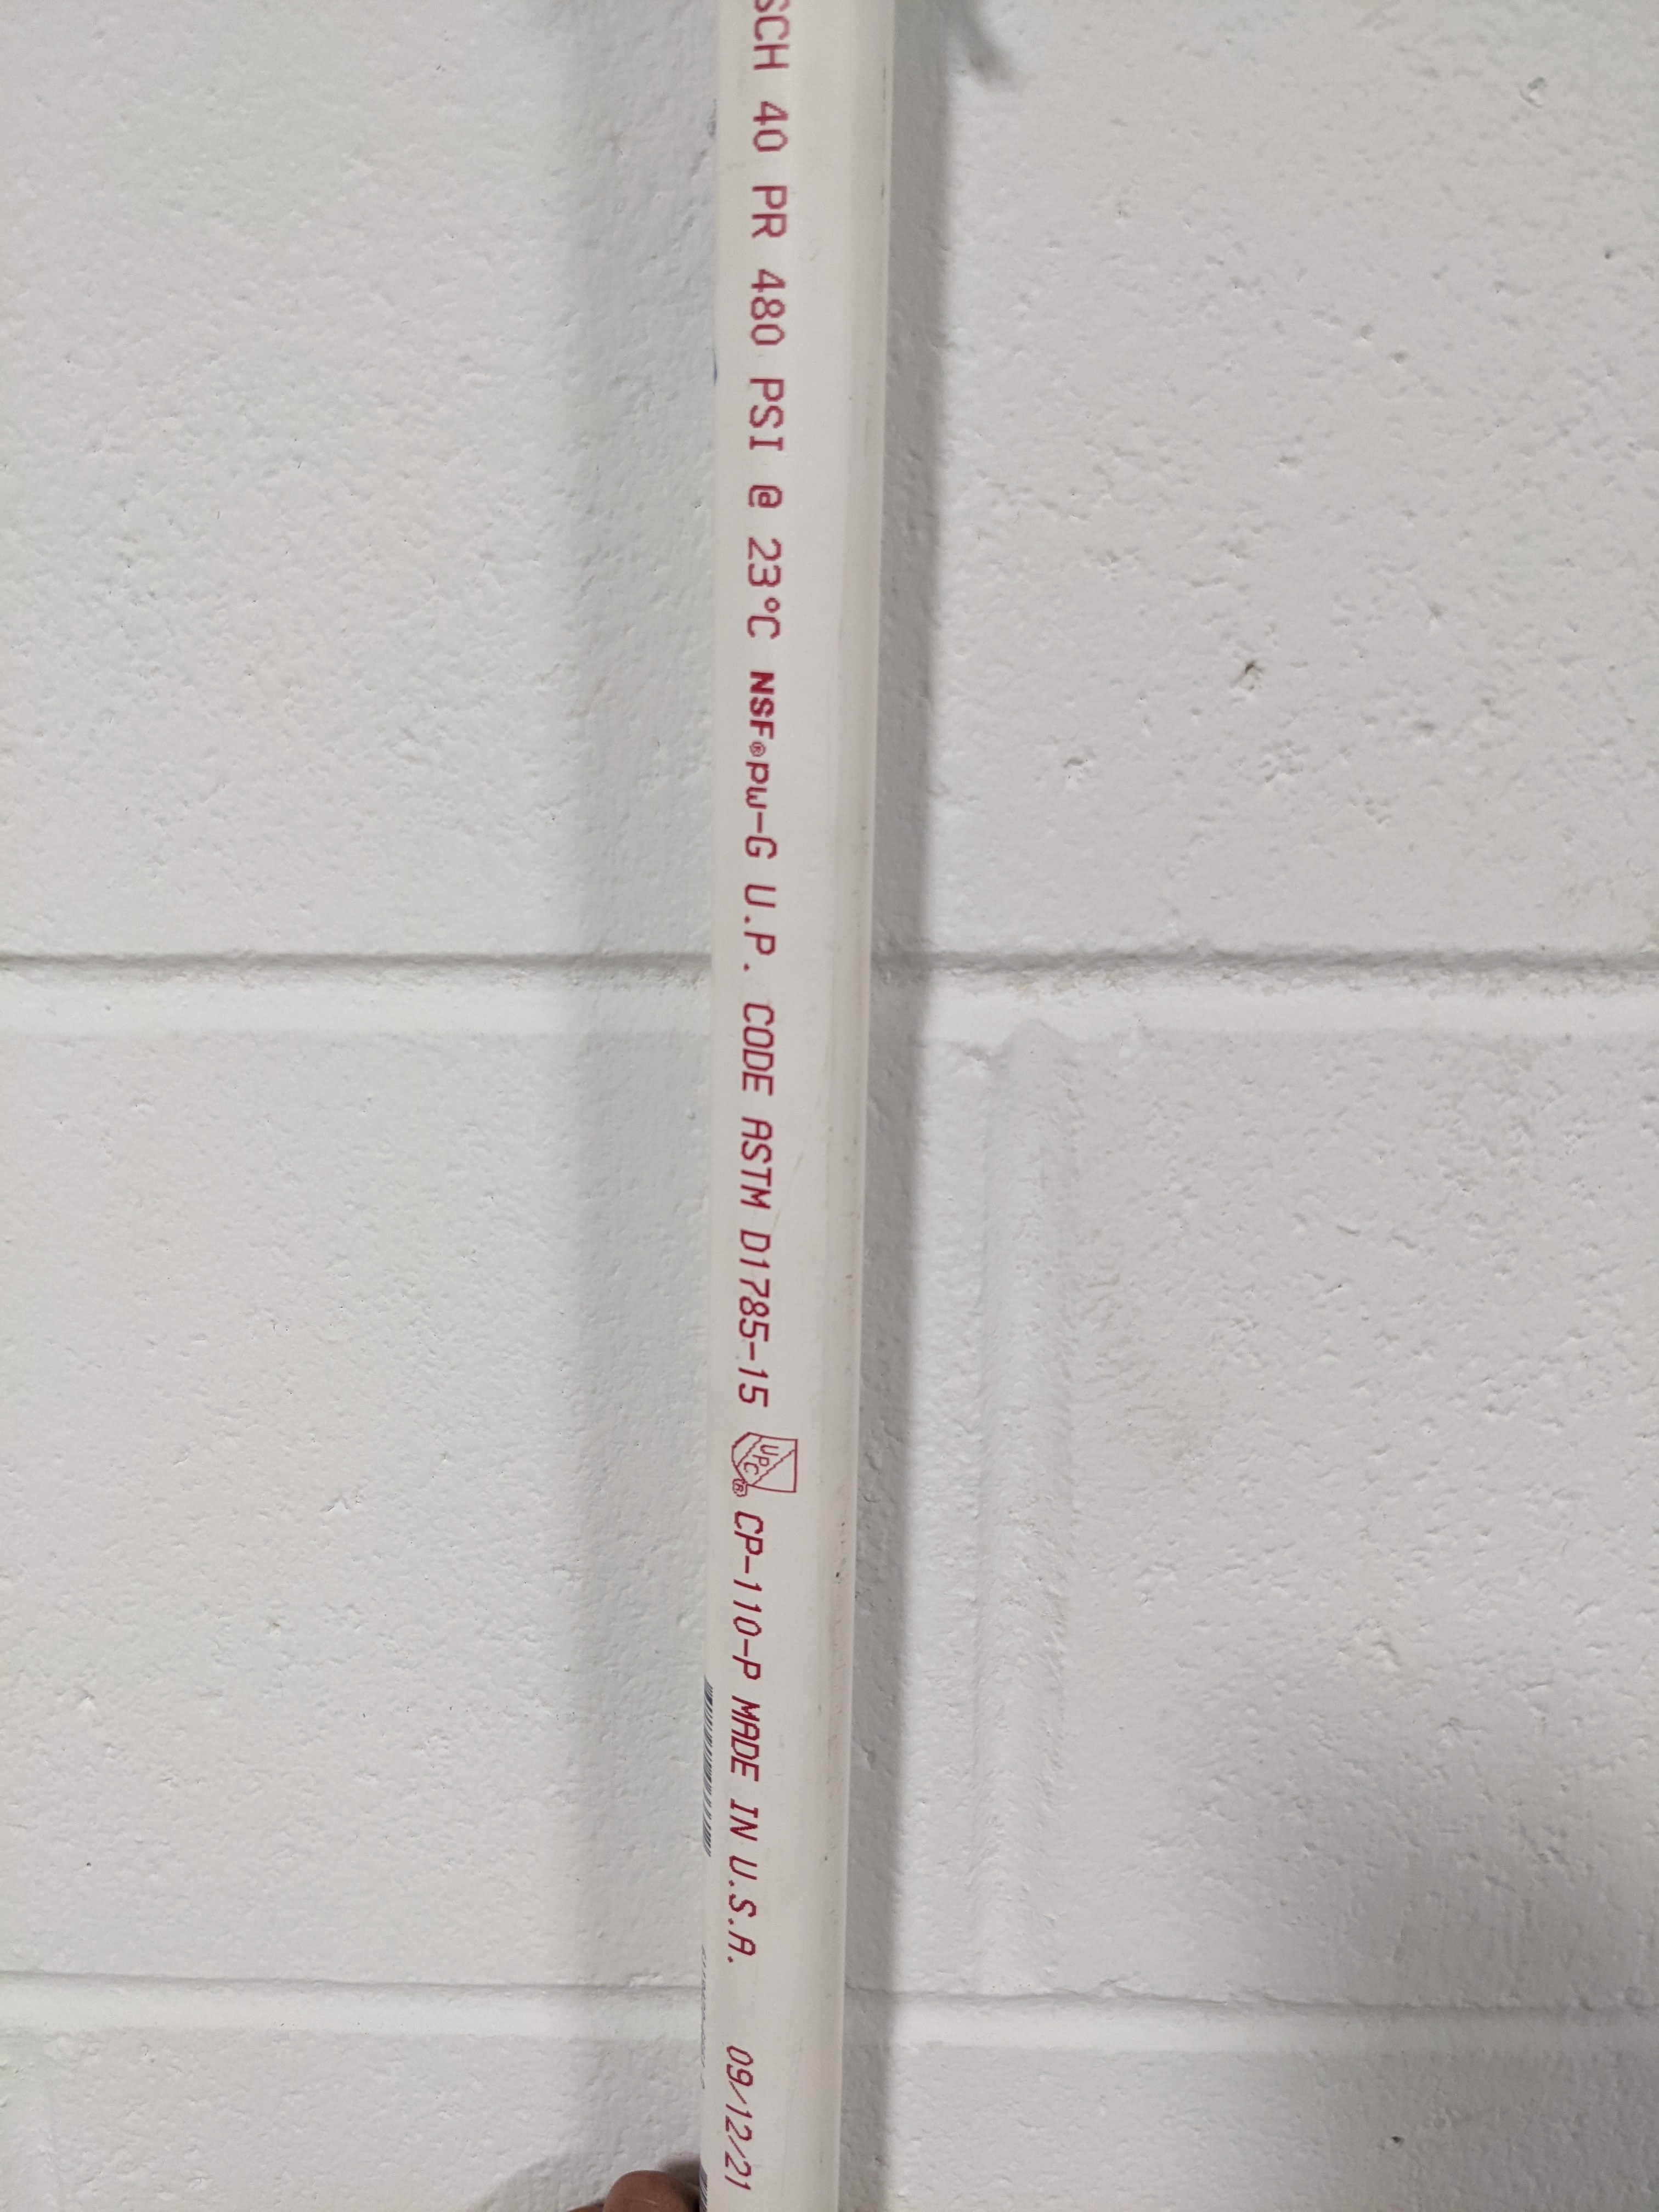 SCH 40 PR 480 PSI @ 23°C NSF®pw-G U.P. CODE ASTM D1785-15 UPC® CP-110-P MADE IN U.S.A. 09/12/21